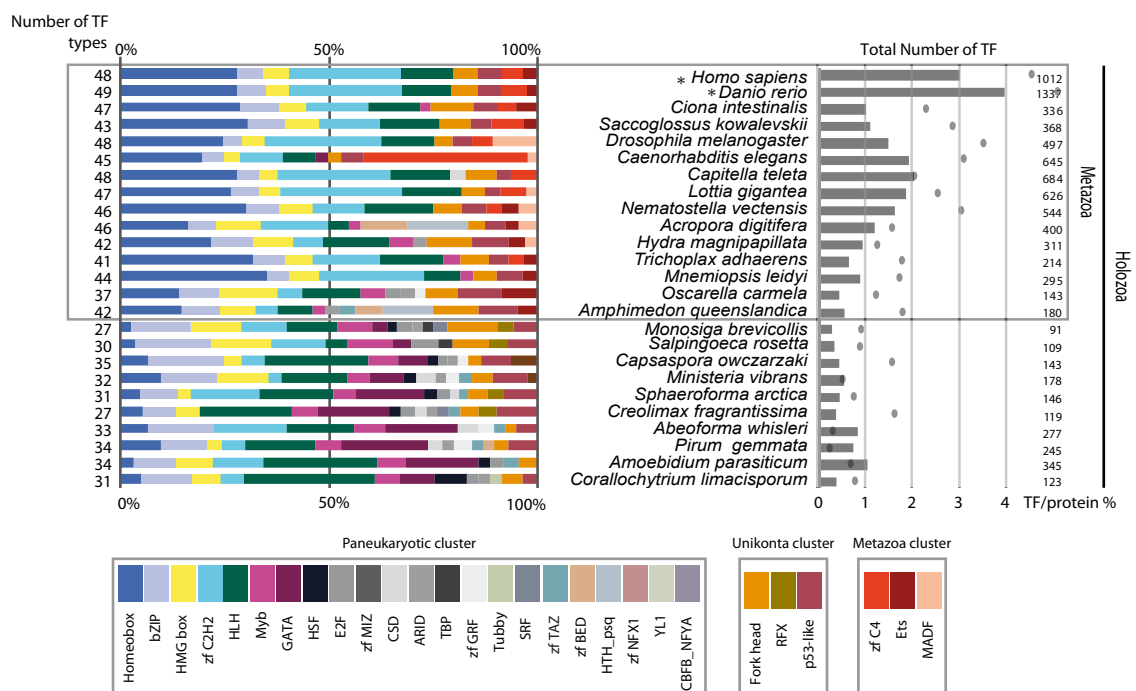 Number of TF
types
0%
50%
100%
Total Number of TF
48
* Homo sapiens
1012
49
* Danio rerio
1337
47
Ciona intestinalis
336
43
Saccoglossus kowalevskii
368
48
Drosophila melanogaster
497
45
Caenorhabditis elegans
645
48
Capitella teleta
684
47
Lottia gigantea
626
46
Nematostella vectensis
544
46
Acropora digitifera
400
42
Hydra magnipapillata
311
41
Trichoplax adhaerens
214
44
Mnemiopsis leidyi
295
37
Oscarella carmela
143
42
Amphimedon queenslandica
180
27
Monosiga brevicollis
91
30
Salpingoeca rosetta
109
35
Capsaspora owczarzaki
143
32
Ministeria vibrans
178
31
Sphaeroforma arctica
146
27
Creolimax fragrantissima
119
33
Abeoforma whisleri
277
34
Pirum gemmata
245
34
Amoebidium parasiticum
345
31
Corallochytrium limacisporum
123
Metazoa
Holozoa
0%
50%
100%
0
1
2
3
4
TF/protein %
Paneukaryotic cluster
Homeobox
bZIP
HMG box
zf C2H2
HLH
Myb
GATA
HSF
E2F
zf MIZ
CSD
ARID
TBP
zf GRF
Tubby
SRF
zf TAZ
zf BED
HTH_psq
zf NFX1
YL1
CBFB_NFYA
Unikonta cluster
Fork head
RFX
p53-like
Metazoa cluster
zf C4
Ets
MADF